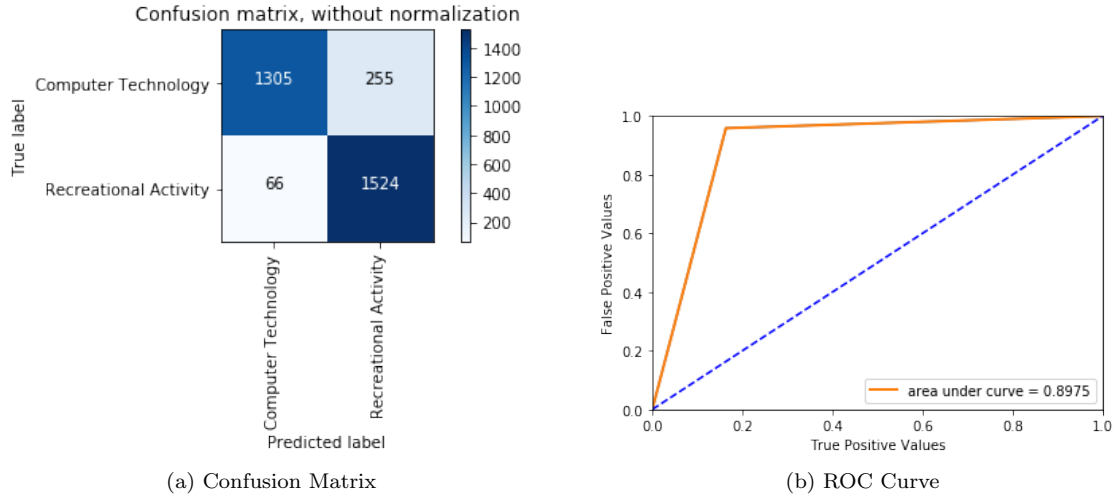 Confusion matrix, without normalization
True label
Computer Technology
Recreational Activity
1305 255
66 1524
1400
1200
1000
800
600
400
200
Computer Technology
Recreational Activity
Predicted label
(a) Confusion Matrix
False Positive Values
1.0
0.8
0.6
0.4
0.2
0.0
area under curve = 0.8975
0.0 0.2 0.4 0.6 0.8 1.0
True Positive Values
(b) ROC Curve